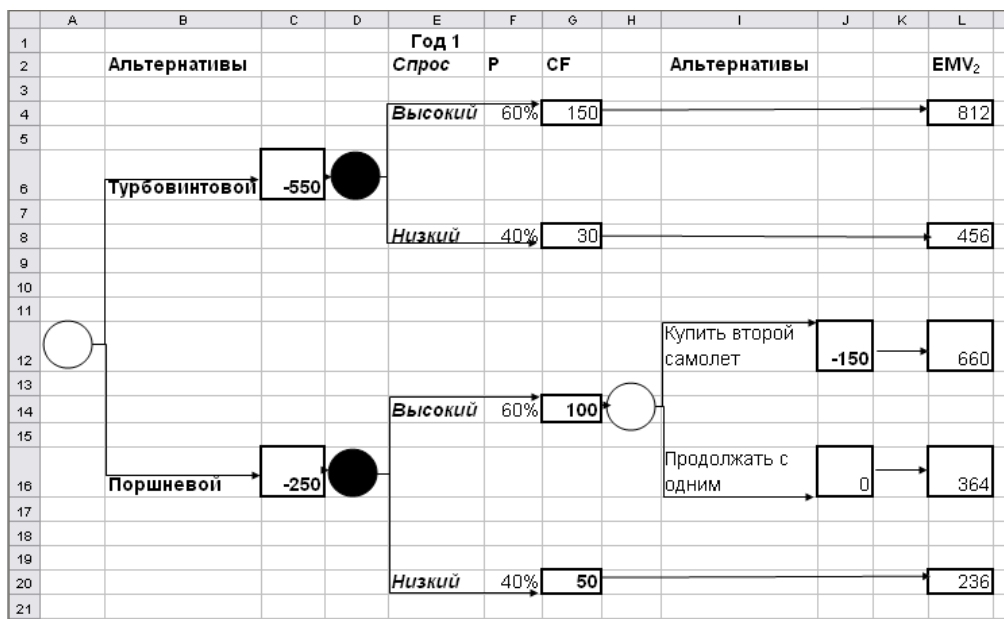 A B C D E F G H I J K L
1 Год 1
2 Альтернативы Спрос P CF Альтернативы EMV₂
3
4 Высокий 60% 150 812
5
6 Турбовинтовой -550
7
8 Низкий 40% 30 456
9
10
11
Купить второй
12 самолет -150 660
13
14 Высокий 60% 100
15
Продолжать с
16 Поршневой -250 одним 0 364
17
18
19
20 Низкий 40% 50 236
21